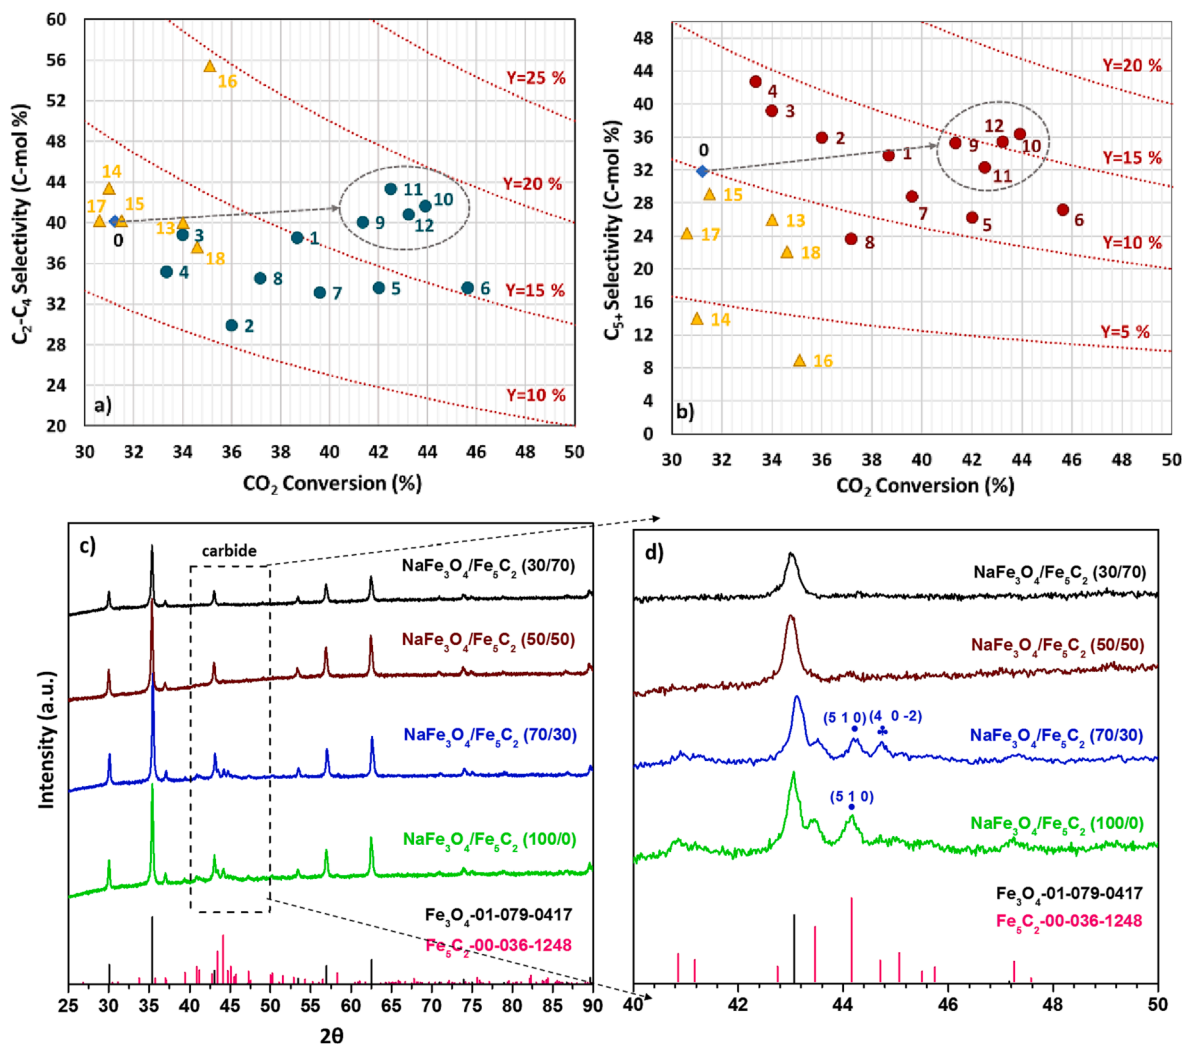 60
56
52
48
44
40
36
32
28
24
20
C₂-C₄ Selectivity (C-mol %)
Y=25 %
Y=20 %
Y=15 %
Y=10 %
16
14
17
15
13
18
0
3
4
2
1
8
7
5
6
9
11
10
12
a)
30 32 34 36 38 40 42 44 46 48 50
CO₂ Conversion (%)
48
44
40
36
32
28
24
20
16
12
8
4
0
C₅₊ Selectivity (C-mol %)
Y=20 %
Y=15 %
Y=10 %
Y=5 %
4
3
2
0
1
9
12
10
11
15
7
13
17
18
8
5
6
14
16
b)
30 32 34 36 38 40 42 44 46 48 50
CO₂ Conversion (%)
c)
carbide
NaFe₃O₄/Fe₅C₂ (30/70)
NaFe₃O₄/Fe₅C₂ (50/50)
NaFe₃O₄/Fe₅C₂ (70/30)
NaFe₃O₄/Fe₅C₂ (100/0)
Fe₃O₄-01-079-0417
Fe₅C₂-00-036-1248
Intensity (a.u.)
25 30 35 40 45 50 55 60 65 70 75 80 85 90
2θ
d)
NaFe₃O₄/Fe₅C₂ (30/70)
NaFe₃O₄/Fe₅C₂ (50/50)
(5 1 0) (4 0 -2)
NaFe₃O₄/Fe₅C₂ (70/30)
(5 1 0)
NaFe₃O₄/Fe₅C₂ (100/0)
Fe₃O₄-01-079-0417
Fe₅C₂-00-036-1248
40 42 44 46 48 50